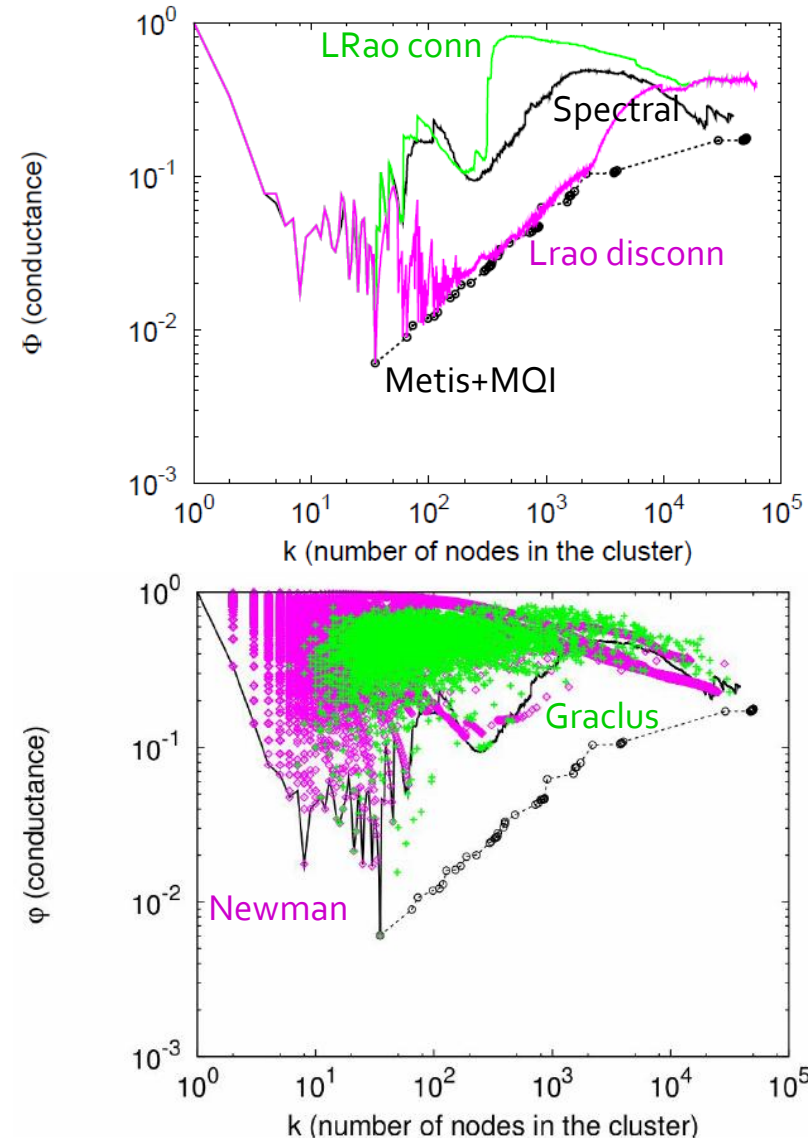 10^0
LRao conn
Spectral
10^-1
Φ (conductance)
Lrao disconn
10^-2
Metis+MQI
10^-3
10^0 10^1 10^2 10^3 10^4 10^5
k (number of nodes in the cluster)
10^0
Graclus
10^-1
φ (conductance)
Newman
10^-2
10^-3
10^0 10^1 10^2 10^3 10^4 10^5
k (number of nodes in the cluster)